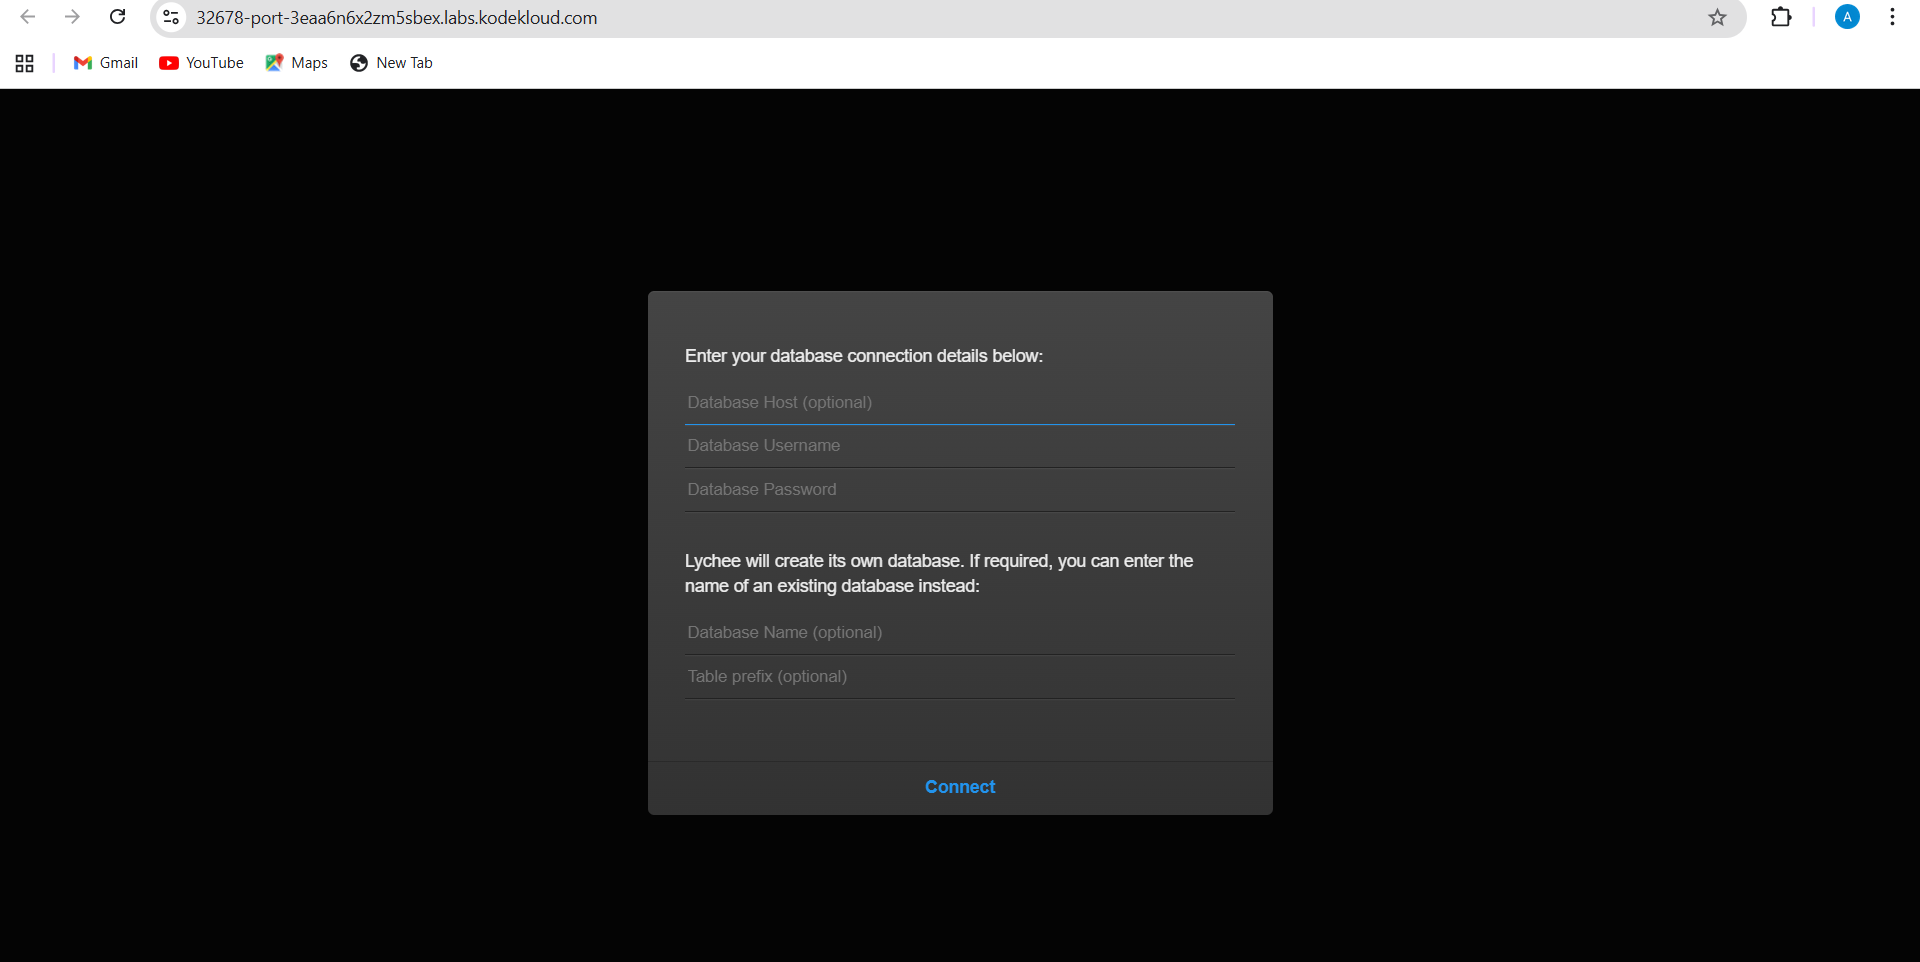 32678-port-3eaa6n6x2zm5sbex.labs.kodekloud.com
A
Gmail
YouTube
Maps
New Tab
Enter your database connection details below:
Database Host (optional)
Database Username
Database Password
Lychee will create its own database. If required, you can enter the
name of an existing database instead:
Database Name (optional)
Table prefix (optional)
Connect